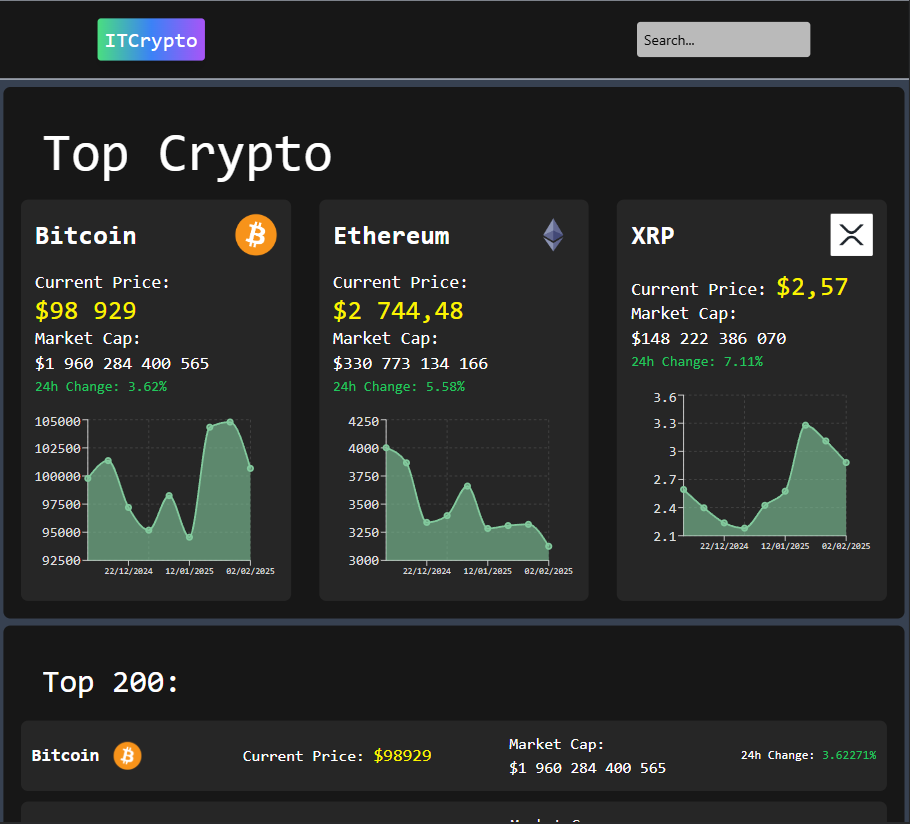 ITCrypto
Search...
Top Crypto
Bitcoin
Current Price:
$98 929
Market Cap:
$1 960 284 400 565
24h Change: 3.62%
105000
102500
100000
97500
95000
92500
22/12/2024 12/01/2025 02/02/2025
Ethereum
Current Price:
$2 744,48
Market Cap:
$330 773 134 166
24h Change: 5.58%
4250
4000
3750
3500
3250
3000
22/12/2024 12/01/2025 02/02/2025
XRP
Current Price: $2,57
Market Cap:
$148 222 386 070
24h Change: 7.11%
3.6
3.3
3
2.7
2.4
2.1
22/12/2024 12/01/2025 02/02/2025
Top 200:
Bitcoin
Current Price: $98929
Market Cap:
$1 960 284 400 565
24h Change: 3.62271%